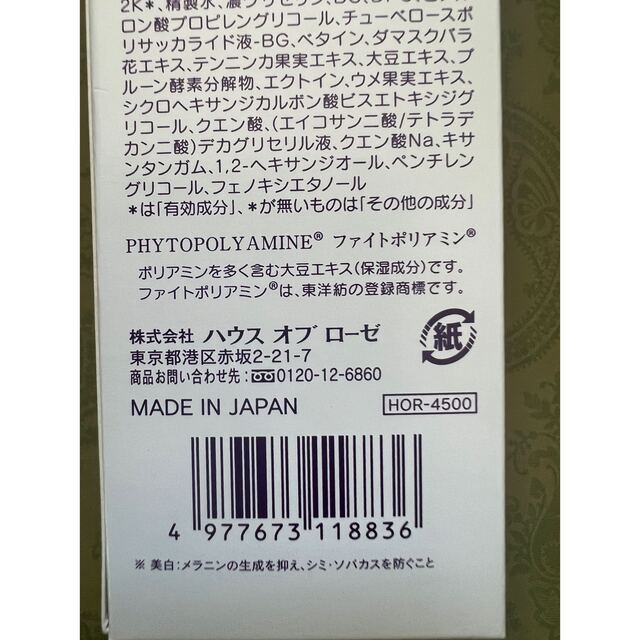 2K*、精製水、濃グリセリン、BG、DPG、ヒアル
ロン酸プロピレングリコール、チューベロースポ
リサッカライド液-BG、ベタイン、ダマスクバラ
花エキス、テンニンカ果実エキス、大豆エキス、プ
ルーン酵素分解物、エクトイン、ウメ果実エキス、
シクロヘキサンジカルボン酸ビスエトキシジグ
リコール、クエン酸、(エイコサン二酸/テトラデ
カン二酸)デカグリセリル液、クエン酸Na、キサ
ンタンガム、1,2-ヘキサンジオール、ペンチレン
グリコール、フェノキシエタノール
*は「有効成分」、*が無いものは「その他の成分」
PHYTOPOLYAMINE® ファイトポリアミン®
ポリアミンを多く含む大豆エキス(保湿成分)です。
ファイトポリアミン®は、東洋紡の登録商標です。
株式会社 ハウス オブ ローゼ
東京都港区赤坂2-21-7
商品お問い合わせ先:0120-12-6860
紙
MADE IN JAPAN
HOR-4500
4 977673 118836
※ 美白:メラニンの生成を抑え、シミ・ソバカスを防ぐこと